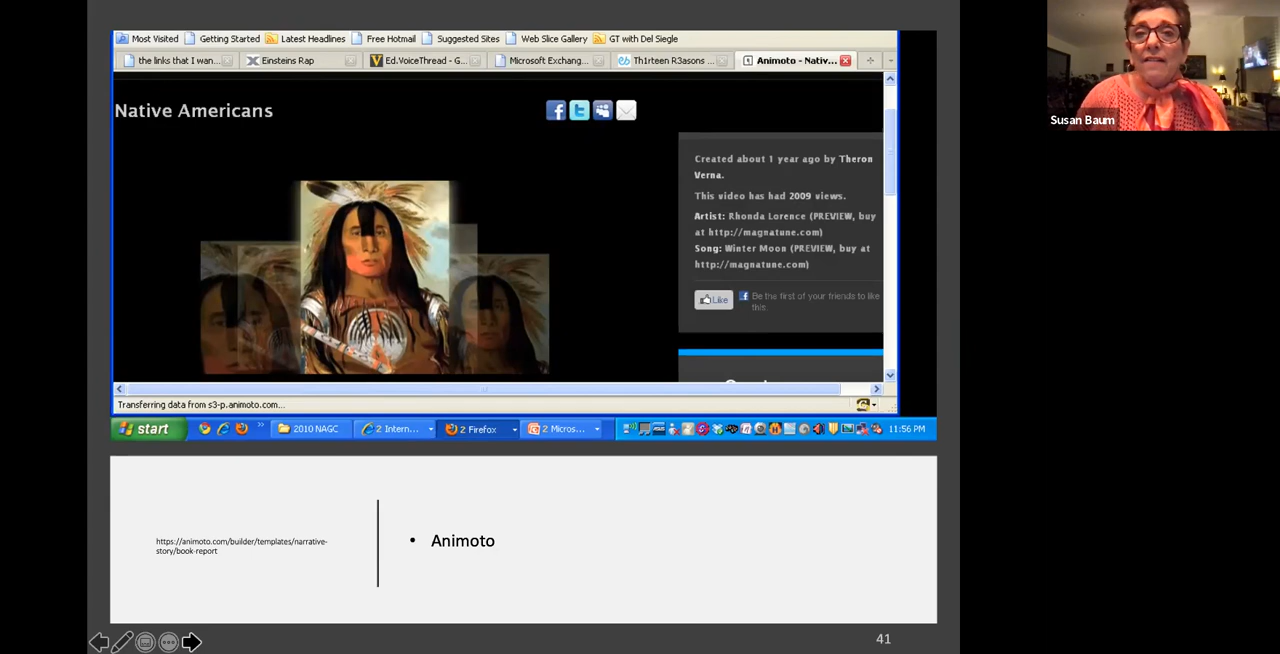 Most Visited Getting Started Latest Headlines Free Hotmail Suggested Sites Web Slice Gallery GT with Del Siegle
the links that I wan... Einsteins Rap Ed.VoiceThread - G... Microsoft Exchang... Th1rteen R3asons ... Animoto - Nativ...
Native Americans
Created about 1 year ago by Theron
Verna.
This video has had 2009 views.
Artist: Rhonda Lorence (PREVIEW, buy
at http://magnatune.com)
Song: Winter Moon (PREVIEW, buy at
http://magnatune.com)
Like
Be the first of your friends to like
this.
Transferring data from s3-p.animoto.com...
start 2010 NAGC 2 Intern... 2 Firefox 2 Micros... 11:56 PM
https://animoto.com/builder/templates/narrative-
story/book-report
• Animoto
41
Susan Baum